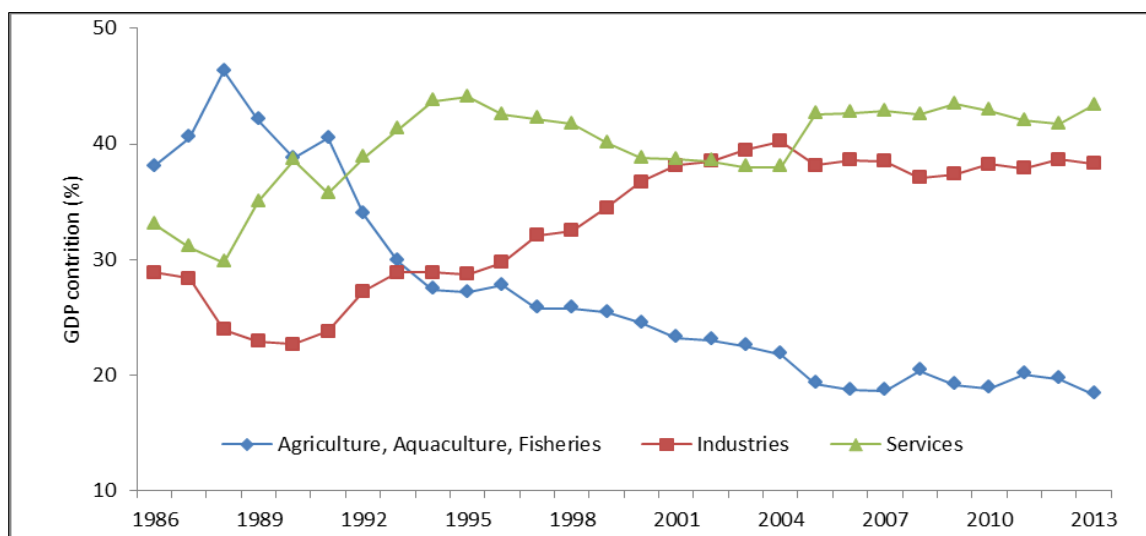 50
40
30
20
10
GDP contrition (%)
Agriculture, Aquaculture, Fisheries Industries Services
1986 1989 1992 1995 1998 2001 2004 2007 2010 2013